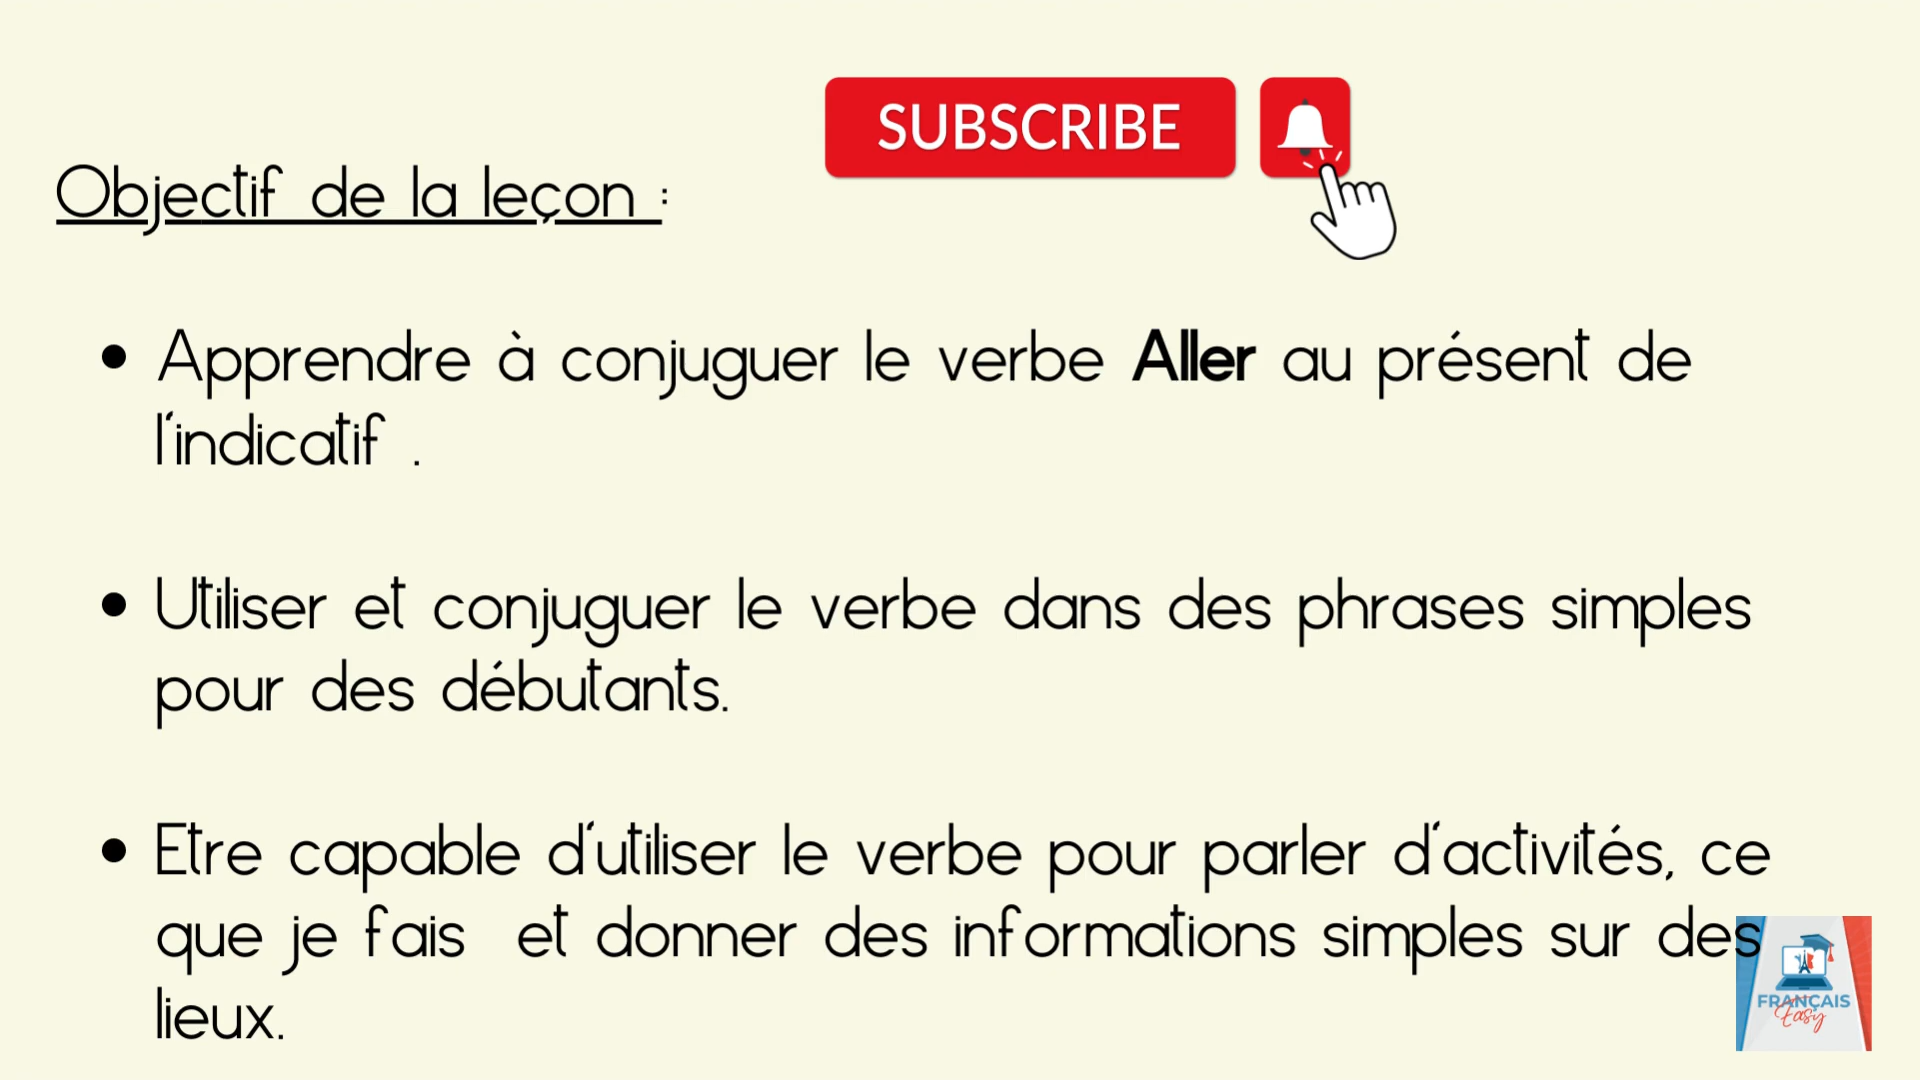 SUBSCRIBE
Objectif de la leçon :
• Apprendre à conjuguer le verbe Aller au présent de
l'indicatif .
• Utiliser et conjuguer le verbe dans des phrases simples
pour des débutants.
• Etre capable d'utiliser le verbe pour parler d'activités, ce
que je fais et donner des informations simples sur des
lieux.
FRANÇAIS
Easy